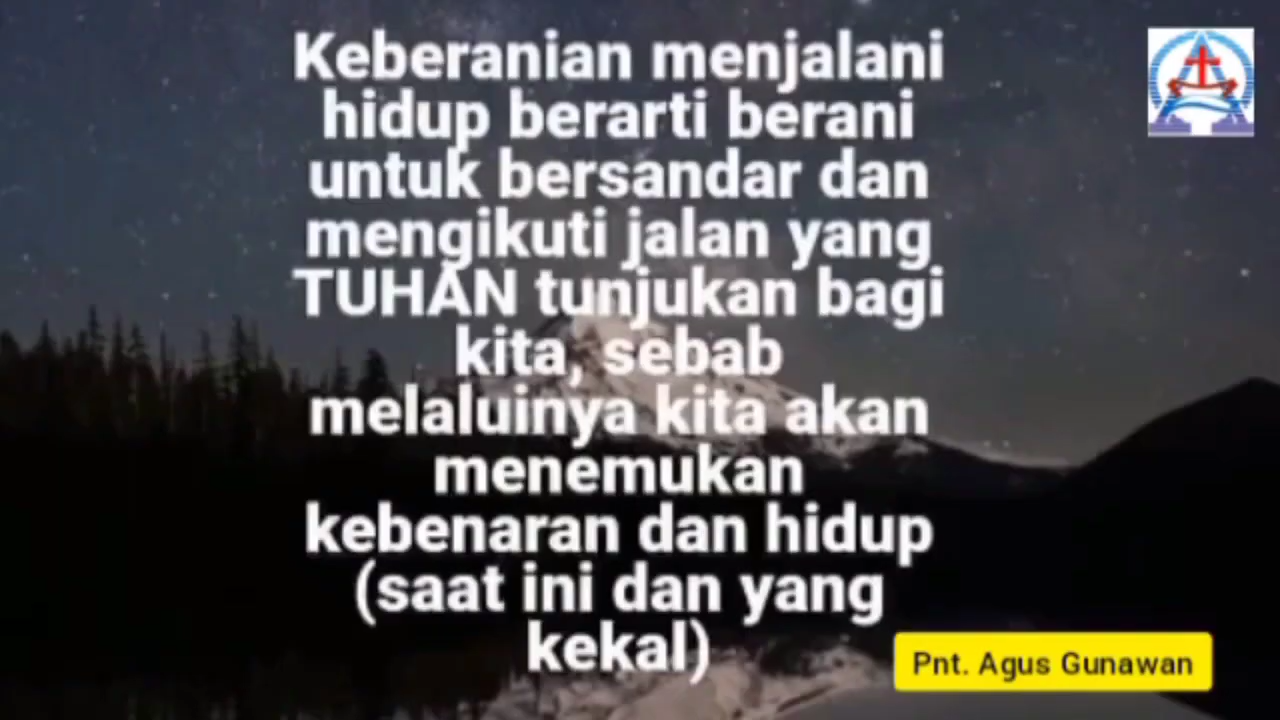 Keberanian menjalani
hidup berarti berani
untuk bersandar dan
mengikuti jalan yang
TUHAN tunjukan bagi
kita, sebab
melaluinya kita akan
menemukan
kebenaran dan hidup
(saat ini dan yang
kekal)
Pnt. Agus Gunawan